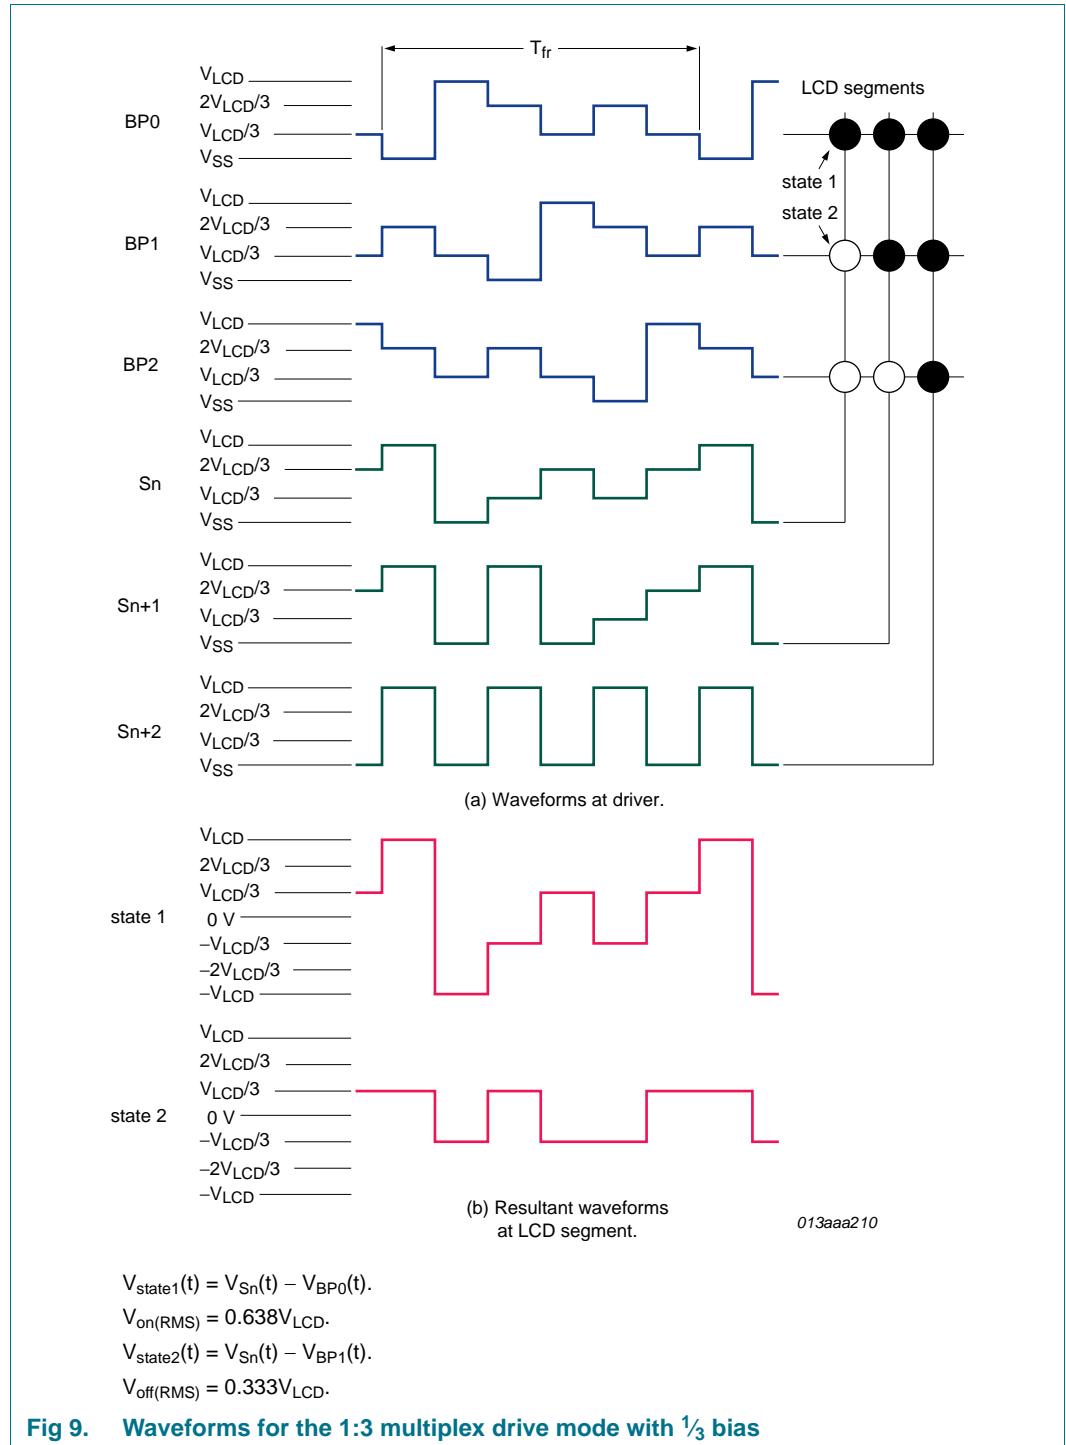 Tfr
VLCD
2VLCD/3
BP0
VLCD/3
VSS
LCD segments
state 1
VLCD
2VLCD/3
BP1
VLCD/3
VSS
state 2
VLCD
2VLCD/3
BP2
VLCD/3
VSS
VLCD
2VLCD/3
Sn
VLCD/3
VSS
VLCD
2VLCD/3
Sn+1
VLCD/3
VSS
VLCD
2VLCD/3
Sn+2
VLCD/3
VSS
(a) Waveforms at driver.
VLCD
2VLCD/3
VLCD/3
state 1
0 V
−VLCD/3
−2VLCD/3
−VLCD
VLCD
2VLCD/3
VLCD/3
state 2
0 V
−VLCD/3
−2VLCD/3
−VLCD
(b) Resultant waveforms
at LCD segment.
013aaa210
Vstate1(t) = VSn(t) − VBP0(t).
Von(RMS) = 0.638VLCD.
Vstate2(t) = VSn(t) − VBP1(t).
Voff(RMS) = 0.333VLCD.
Fig 9. Waveforms for the 1:3 multiplex drive mode with 1⁄3 bias